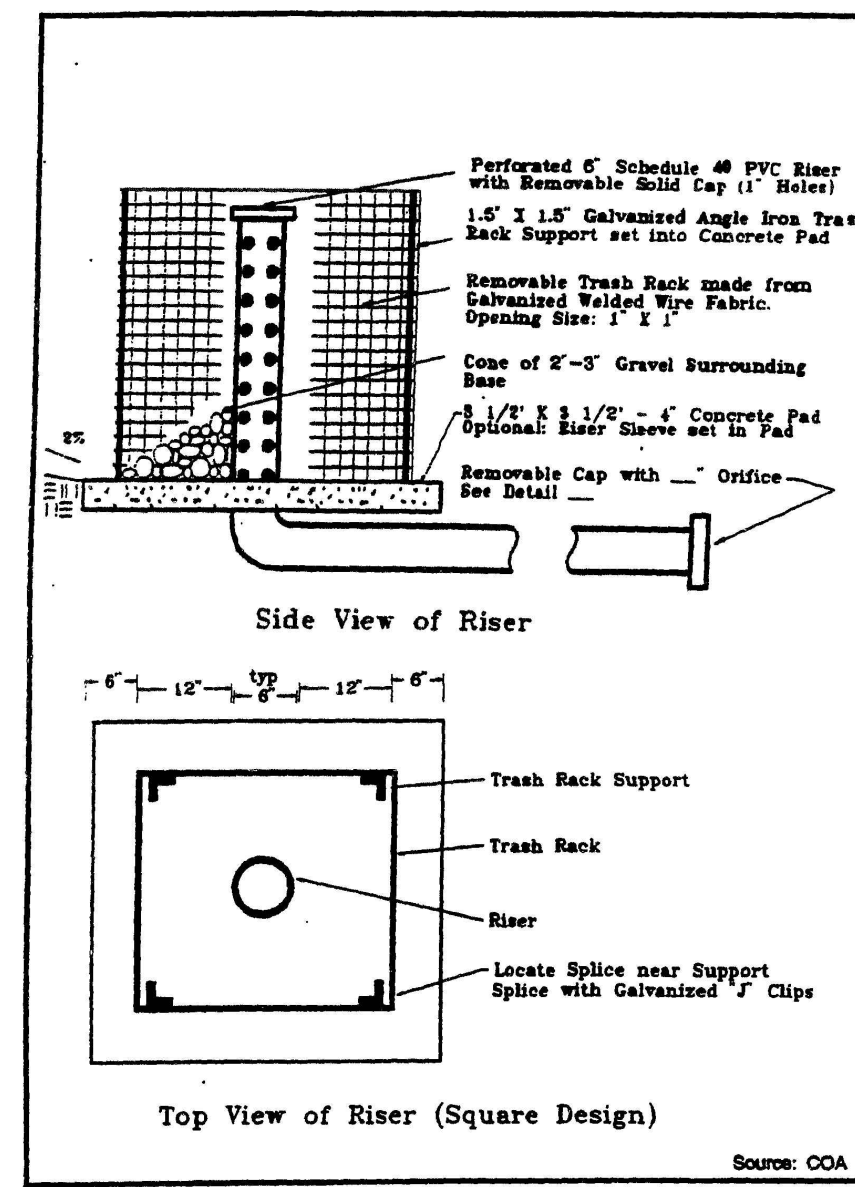 Perforated 6" Schedule 40 PVC Riser
with Removable Solid Cap (1" Holes)
1.5" X 1.5" Galvanized Angle Iron Tras
Rack Support set into Concrete Pad
Removable Trash Rack made from
Galvanized Welded Wire Fabric.
Opening Size: 1" X 1"
Cone of 2"-3" Gravel Surrounding
Base
3 1/2' X 3 1/2' - 4" Concrete Pad
Optional: Riser Sleeve set in Pad
2%
Removable Cap with __" Orifice
See Detail __
Side View of Riser
6" 12" typ 6" 12" 6"
Trash Rack Support
Trash Rack
Riser
Locate Splice near Support
Splice with Galvanized "J" Clips
Top View of Riser (Square Design)
Source: COA